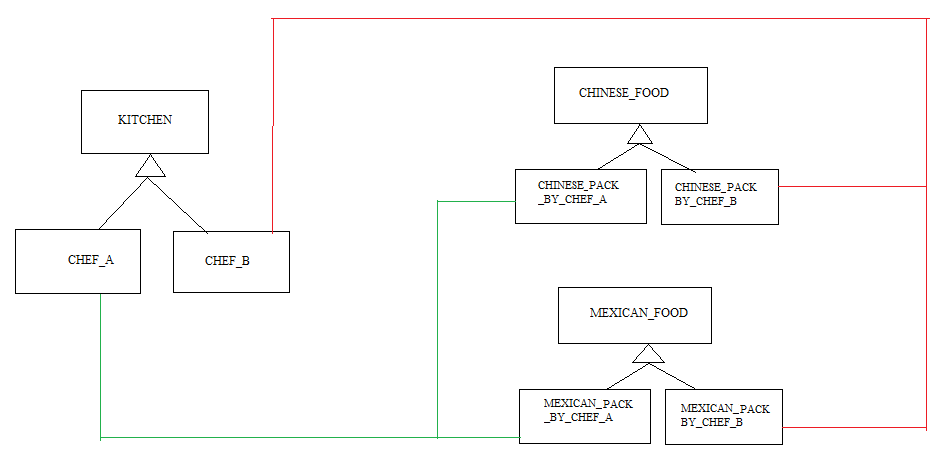 CHINESE_FOOD
KITCHEN
CHINESE_PACK
_BY_CHEF_A
CHINESE_PACK
BY_CHEF_B
CHEF_A
CHEF_B
MEXICAN_FOOD
MEXICAN_PACK
_BY_CHEF_A
MEXICAN_PACK
BY_CHEF_B